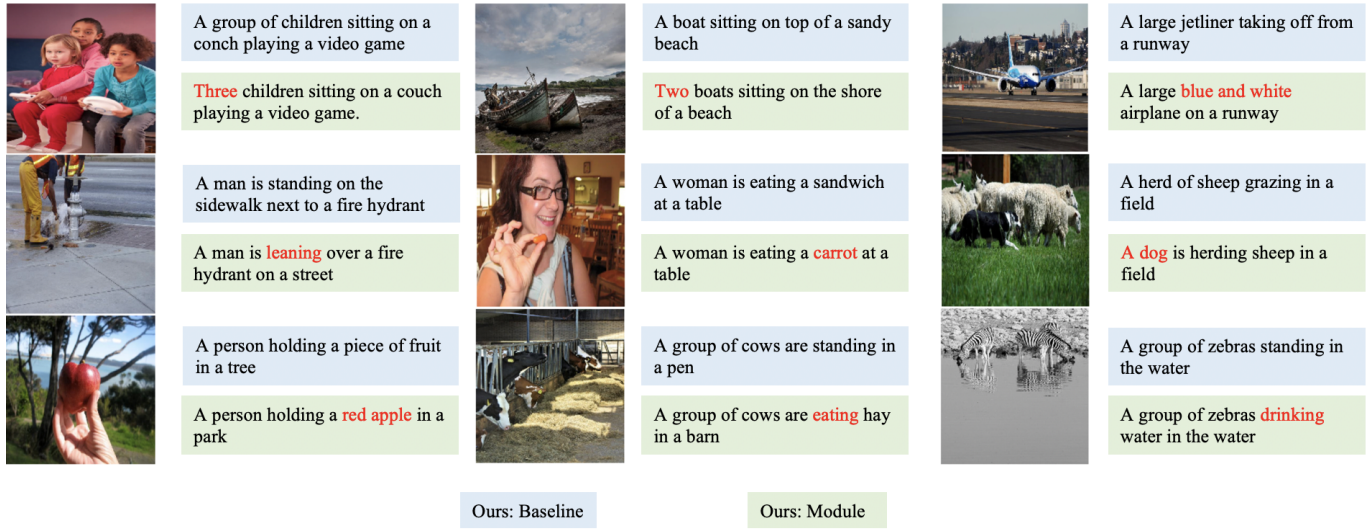 A group of children sitting on a
conch playing a video game
Three children sitting on a couch
playing a video game.
A boat sitting on top of a sandy
beach
Two boats sitting on the shore
of a beach
A large jetliner taking off from
a runway
A large blue and white
airplane on a runway
A man is standing on the
sidewalk next to a fire hydrant
A man is leaning over a fire
hydrant on a street
A woman is eating a sandwich
at a table
A woman is eating a carrot at a
table
A herd of sheep grazing in a
field
A dog is herding sheep in a
field
A person holding a piece of fruit
in a tree
A person holding a red apple in a
park
A group of cows are standing in
a pen
A group of cows are eating hay
in a barn
A group of zebras standing in
the water
A group of zebras drinking
water in the water
Ours: Baseline
Ours: Module